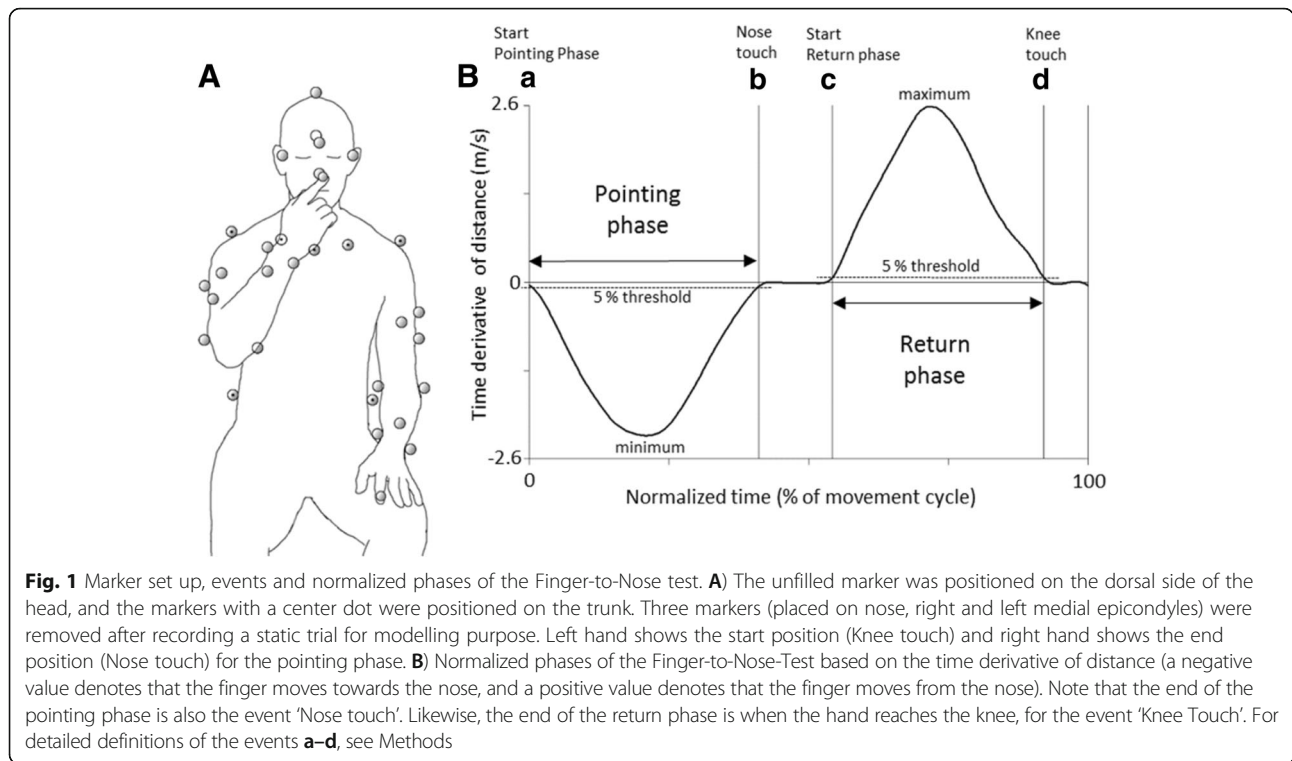 A
B
Start
Pointing Phase
a
Nose
touch
b
Start
Return phase
c
Knee
touch
d
2.6
0
-2.6
Time derivative of distance (m/s)
Pointing
phase
5 % threshold
minimum
maximum
5 % threshold
Return
phase
0
100
Normalized time (% of movement cycle)
Fig. 1 Marker set up, events and normalized phases of the Finger-to-Nose test. A) The unfilled marker was positioned on the dorsal side of the
head, and the markers with a center dot were positioned on the trunk. Three markers (placed on nose, right and left medial epicondyles) were
removed after recording a static trial for modelling purpose. Left hand shows the start position (Knee touch) and right hand shows the end
position (Nose touch) for the pointing phase. B) Normalized phases of the Finger-to-Nose-Test based on the time derivative of distance (a negative
value denotes that the finger moves towards the nose, and a positive value denotes that the finger moves from the nose). Note that the end of the
pointing phase is also the event ‘Nose touch’. Likewise, the end of the return phase is when the hand reaches the knee, for the event ‘Knee Touch’. For
detailed definitions of the events a–d, see Methods